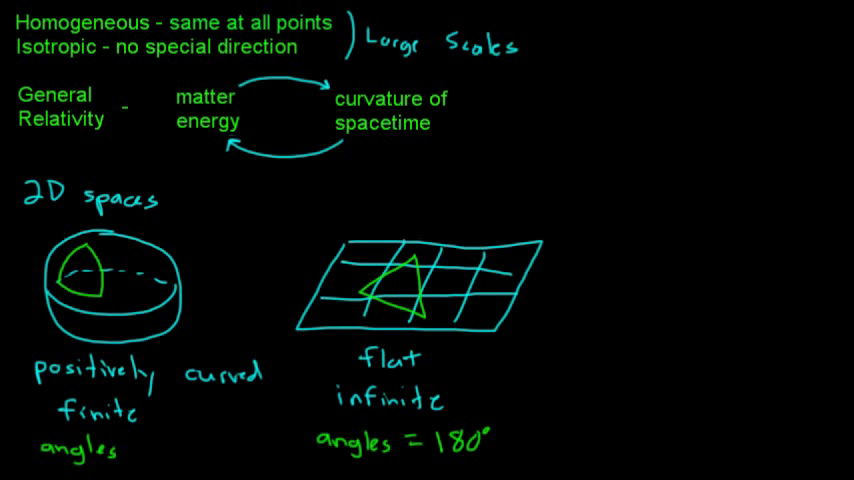 Homogeneous - same at all points
Isotropic - no special direction
Large Scales
General Relativity -
matter energy
curvature of spacetime
2D spaces
positively curved
finite
angles
flat
infinite
angles = 180°